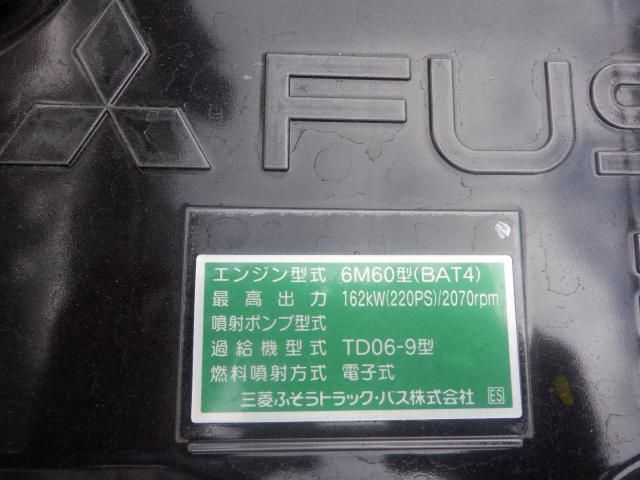 FUS
エンジン型式 6M60型(BAT4)
最高出力 162kW(220PS)/2070rpm
噴射ポンプ型式
過給機型式 TD06-9型
燃料噴射方式 電子式
三菱ふそうトラック・バス株式会社 ES